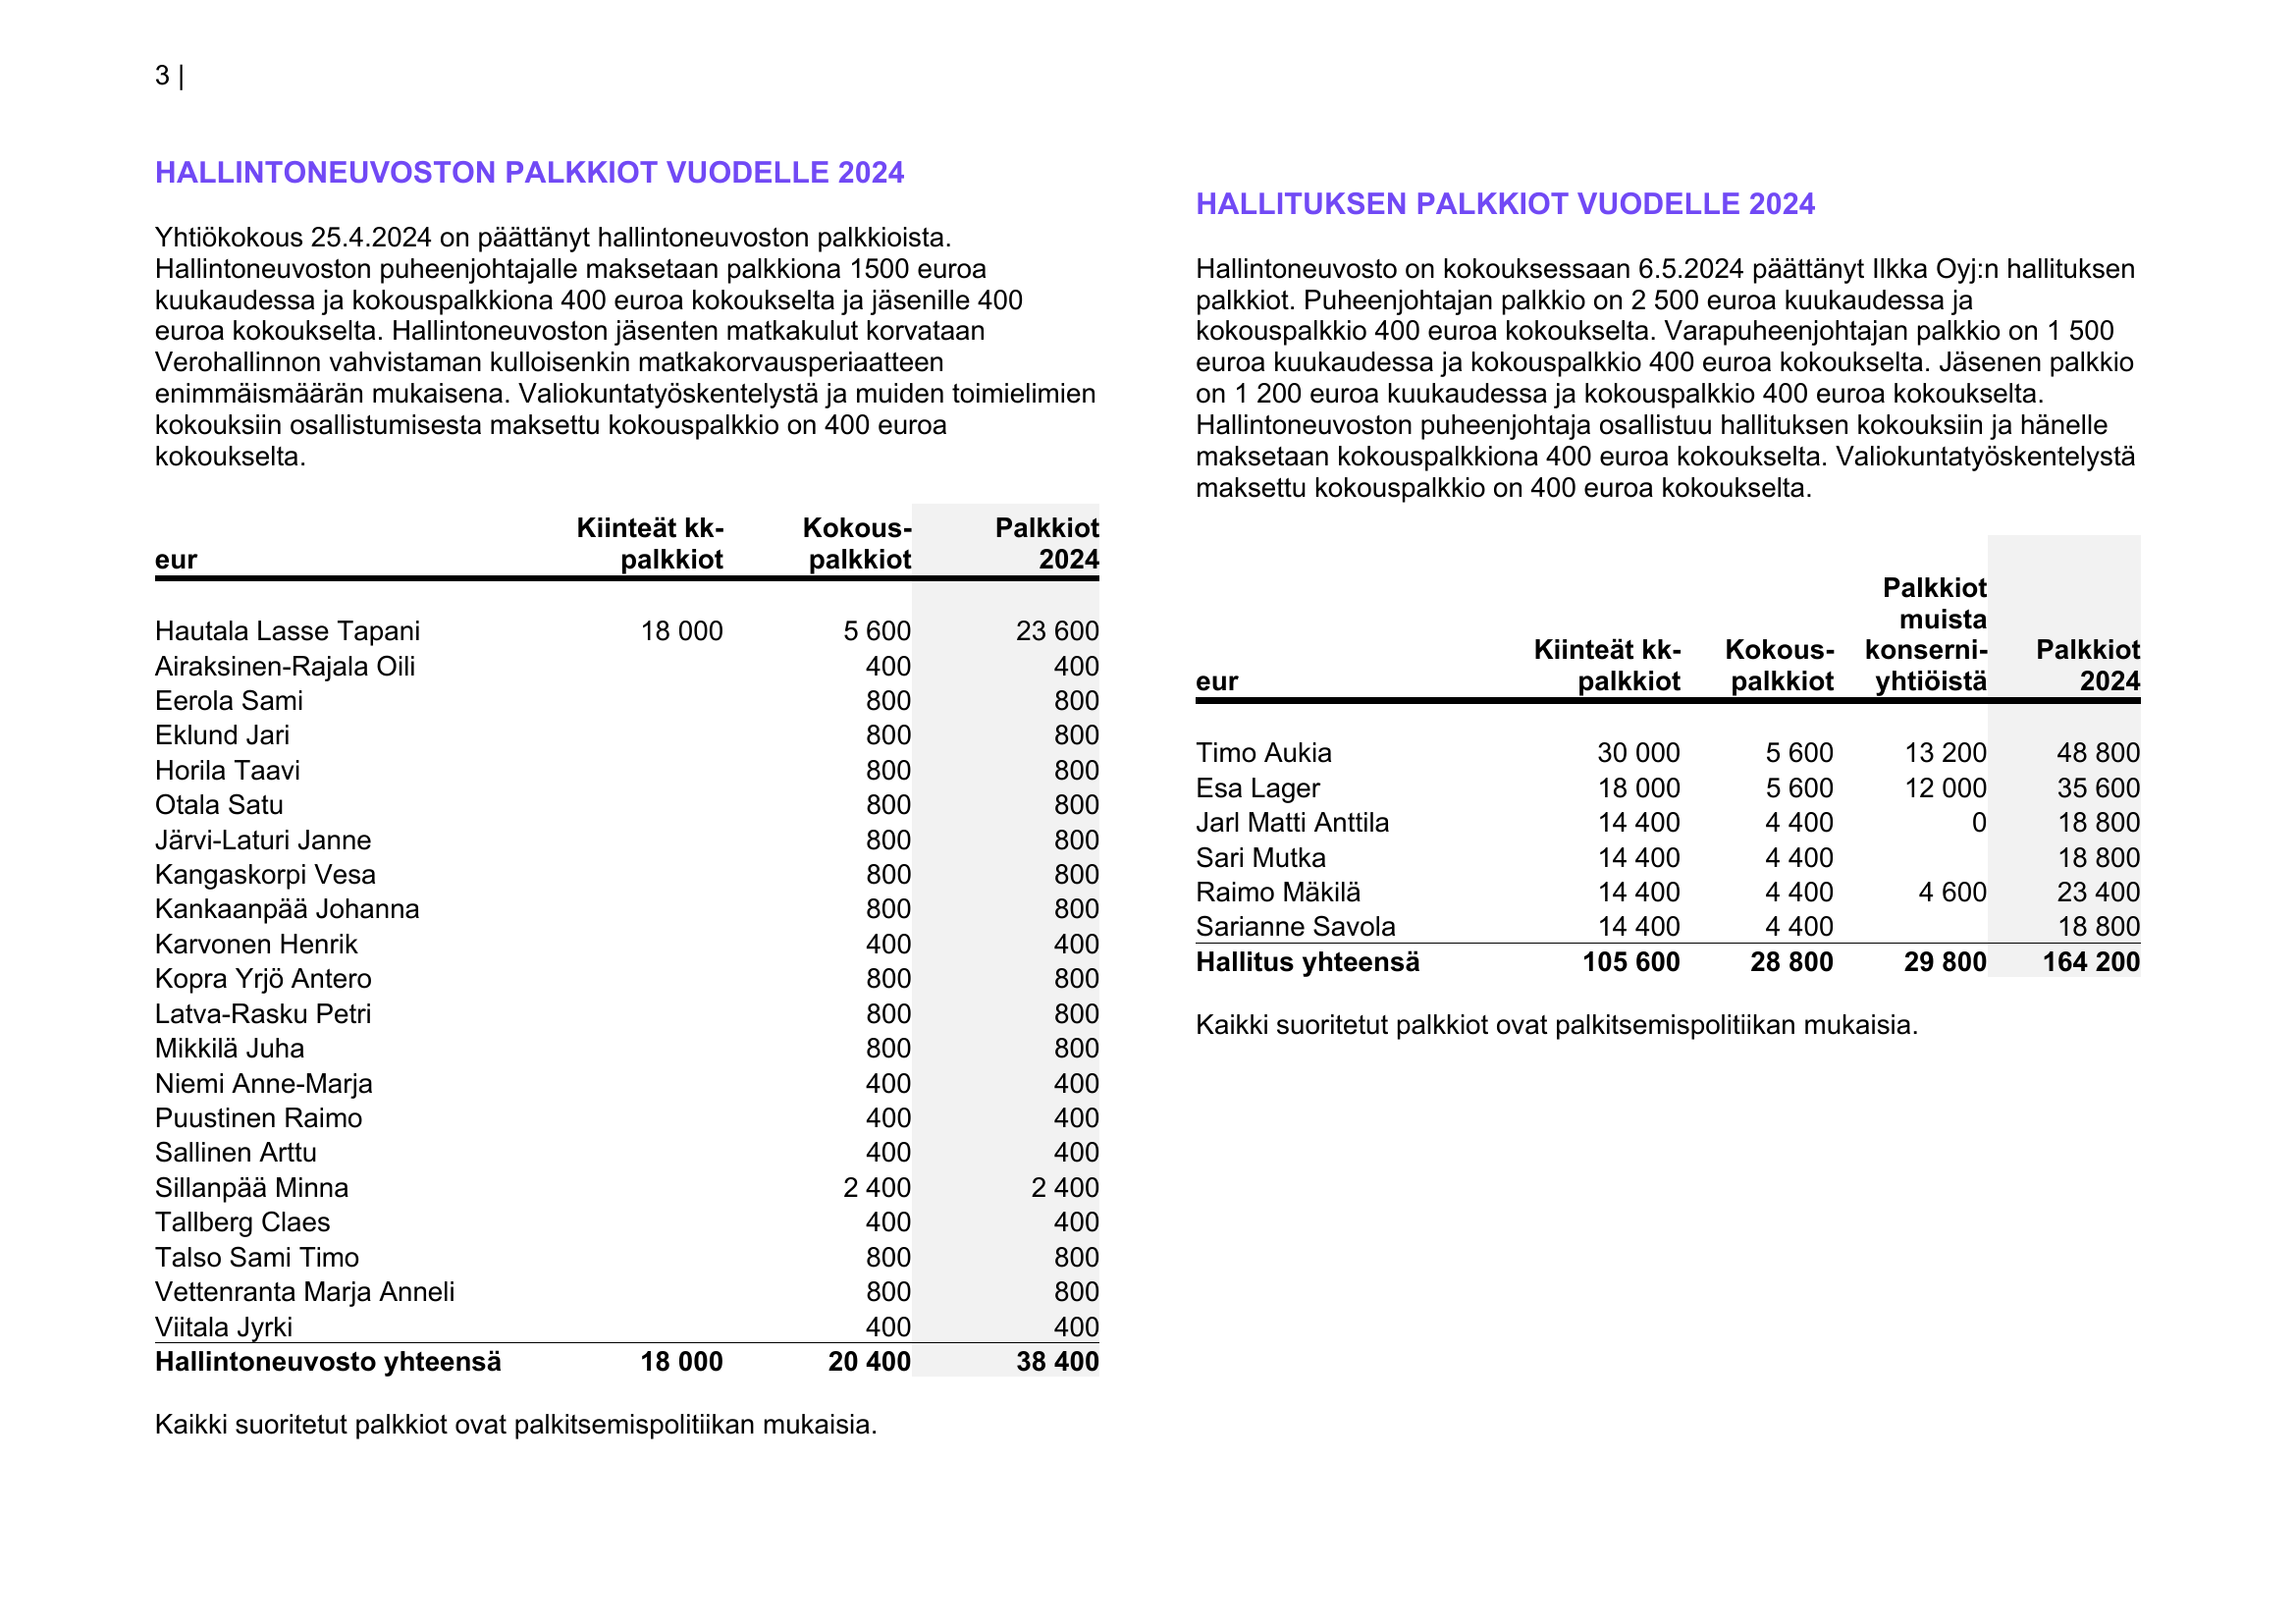 3 |
HALLINTONEUVOSTON PALKKIOT VUODELLE 2024
Yhtiökokous 25.4.2024 on päättänyt hallintoneuvoston palkkioista.
Hallintoneuvoston puheenjohtajalle maksetaan palkkiona 1500 euroa
kuukaudessa ja kokouspalkkiona 400 euroa kokoukselta ja jäsenille 400
euroa kokoukselta. Hallintoneuvoston jäsenten matkakulut korvataan
Verohallinnon vahvistaman kulloisenkin matkakorvausperiaatteen
enimmäismäärän mukaisena. Valiokuntatyöskentelystä ja muiden toimielimien
kokouksiin osallistumisesta maksettu kokouspalkkio on 400 euroa
kokoukselta.
Kiinteät kk- Kokous- Palkkiot
eur palkkiot palkkiot 2024
Hautala Lasse Tapani 18 000 5 600 23 600
Airaksinen-Rajala Oili 400 400
Eerola Sami 800 800
Eklund Jari 800 800
Horila Taavi 800 800
Otala Satu 800 800
Järvi-Laturi Janne 800 800
Kangaskorpi Vesa 800 800
Kankaanpää Johanna 800 800
Karvonen Henrik 400 400
Kopra Yrjö Antero 800 800
Latva-Rasku Petri 800 800
Mikkilä Juha 800 800
Niemi Anne-Marja 400 400
Puustinen Raimo 400 400
Sallinen Arttu 400 400
Sillanpää Minna 2 400 2 400
Tallberg Claes 400 400
Talso Sami Timo 800 800
Vettenranta Marja Anneli 800 800
Viitala Jyrki 400 400
Hallintoneuvosto yhteensä 18 000 20 400 38 400
Kaikki suoritetut palkkiot ovat palkitsemispolitiikan mukaisia.
HALLITUKSEN PALKKIOT VUODELLE 2024
Hallintoneuvosto on kokouksessaan 6.5.2024 päättänyt Ilkka Oyj:n hallituksen
palkkiot. Puheenjohtajan palkkio on 2 500 euroa kuukaudessa ja
kokouspalkkio 400 euroa kokoukselta. Varapuheenjohtajan palkkio on 1 500
euroa kuukaudessa ja kokouspalkkio 400 euroa kokoukselta. Jäsenen palkkio
on 1 200 euroa kuukaudessa ja kokouspalkkio 400 euroa kokoukselta.
Hallintoneuvoston puheenjohtaja osallistuu hallituksen kokouksiin ja hänelle
maksetaan kokouspalkkiona 400 euroa kokoukselta. Valiokuntatyöskentelystä
maksettu kokouspalkkio on 400 euroa kokoukselta.
Palkkiot
muista
Kiinteät kk- Kokous- konserni- Palkkiot
eur palkkiot palkkiot yhtiöistä 2024
Timo Aukia 30 000 5 600 13 200 48 800
Esa Lager 18 000 5 600 12 000 35 600
Jarl Matti Anttila 14 400 4 400 0 18 800
Sari Mutka 14 400 4 400 18 800
Raimo Mäkilä 14 400 4 400 4 600 23 400
Sarianne Savola 14 400 4 400 18 800
Hallitus yhteensä 105 600 28 800 29 800 164 200
Kaikki suoritetut palkkiot ovat palkitsemispolitiikan mukaisia.